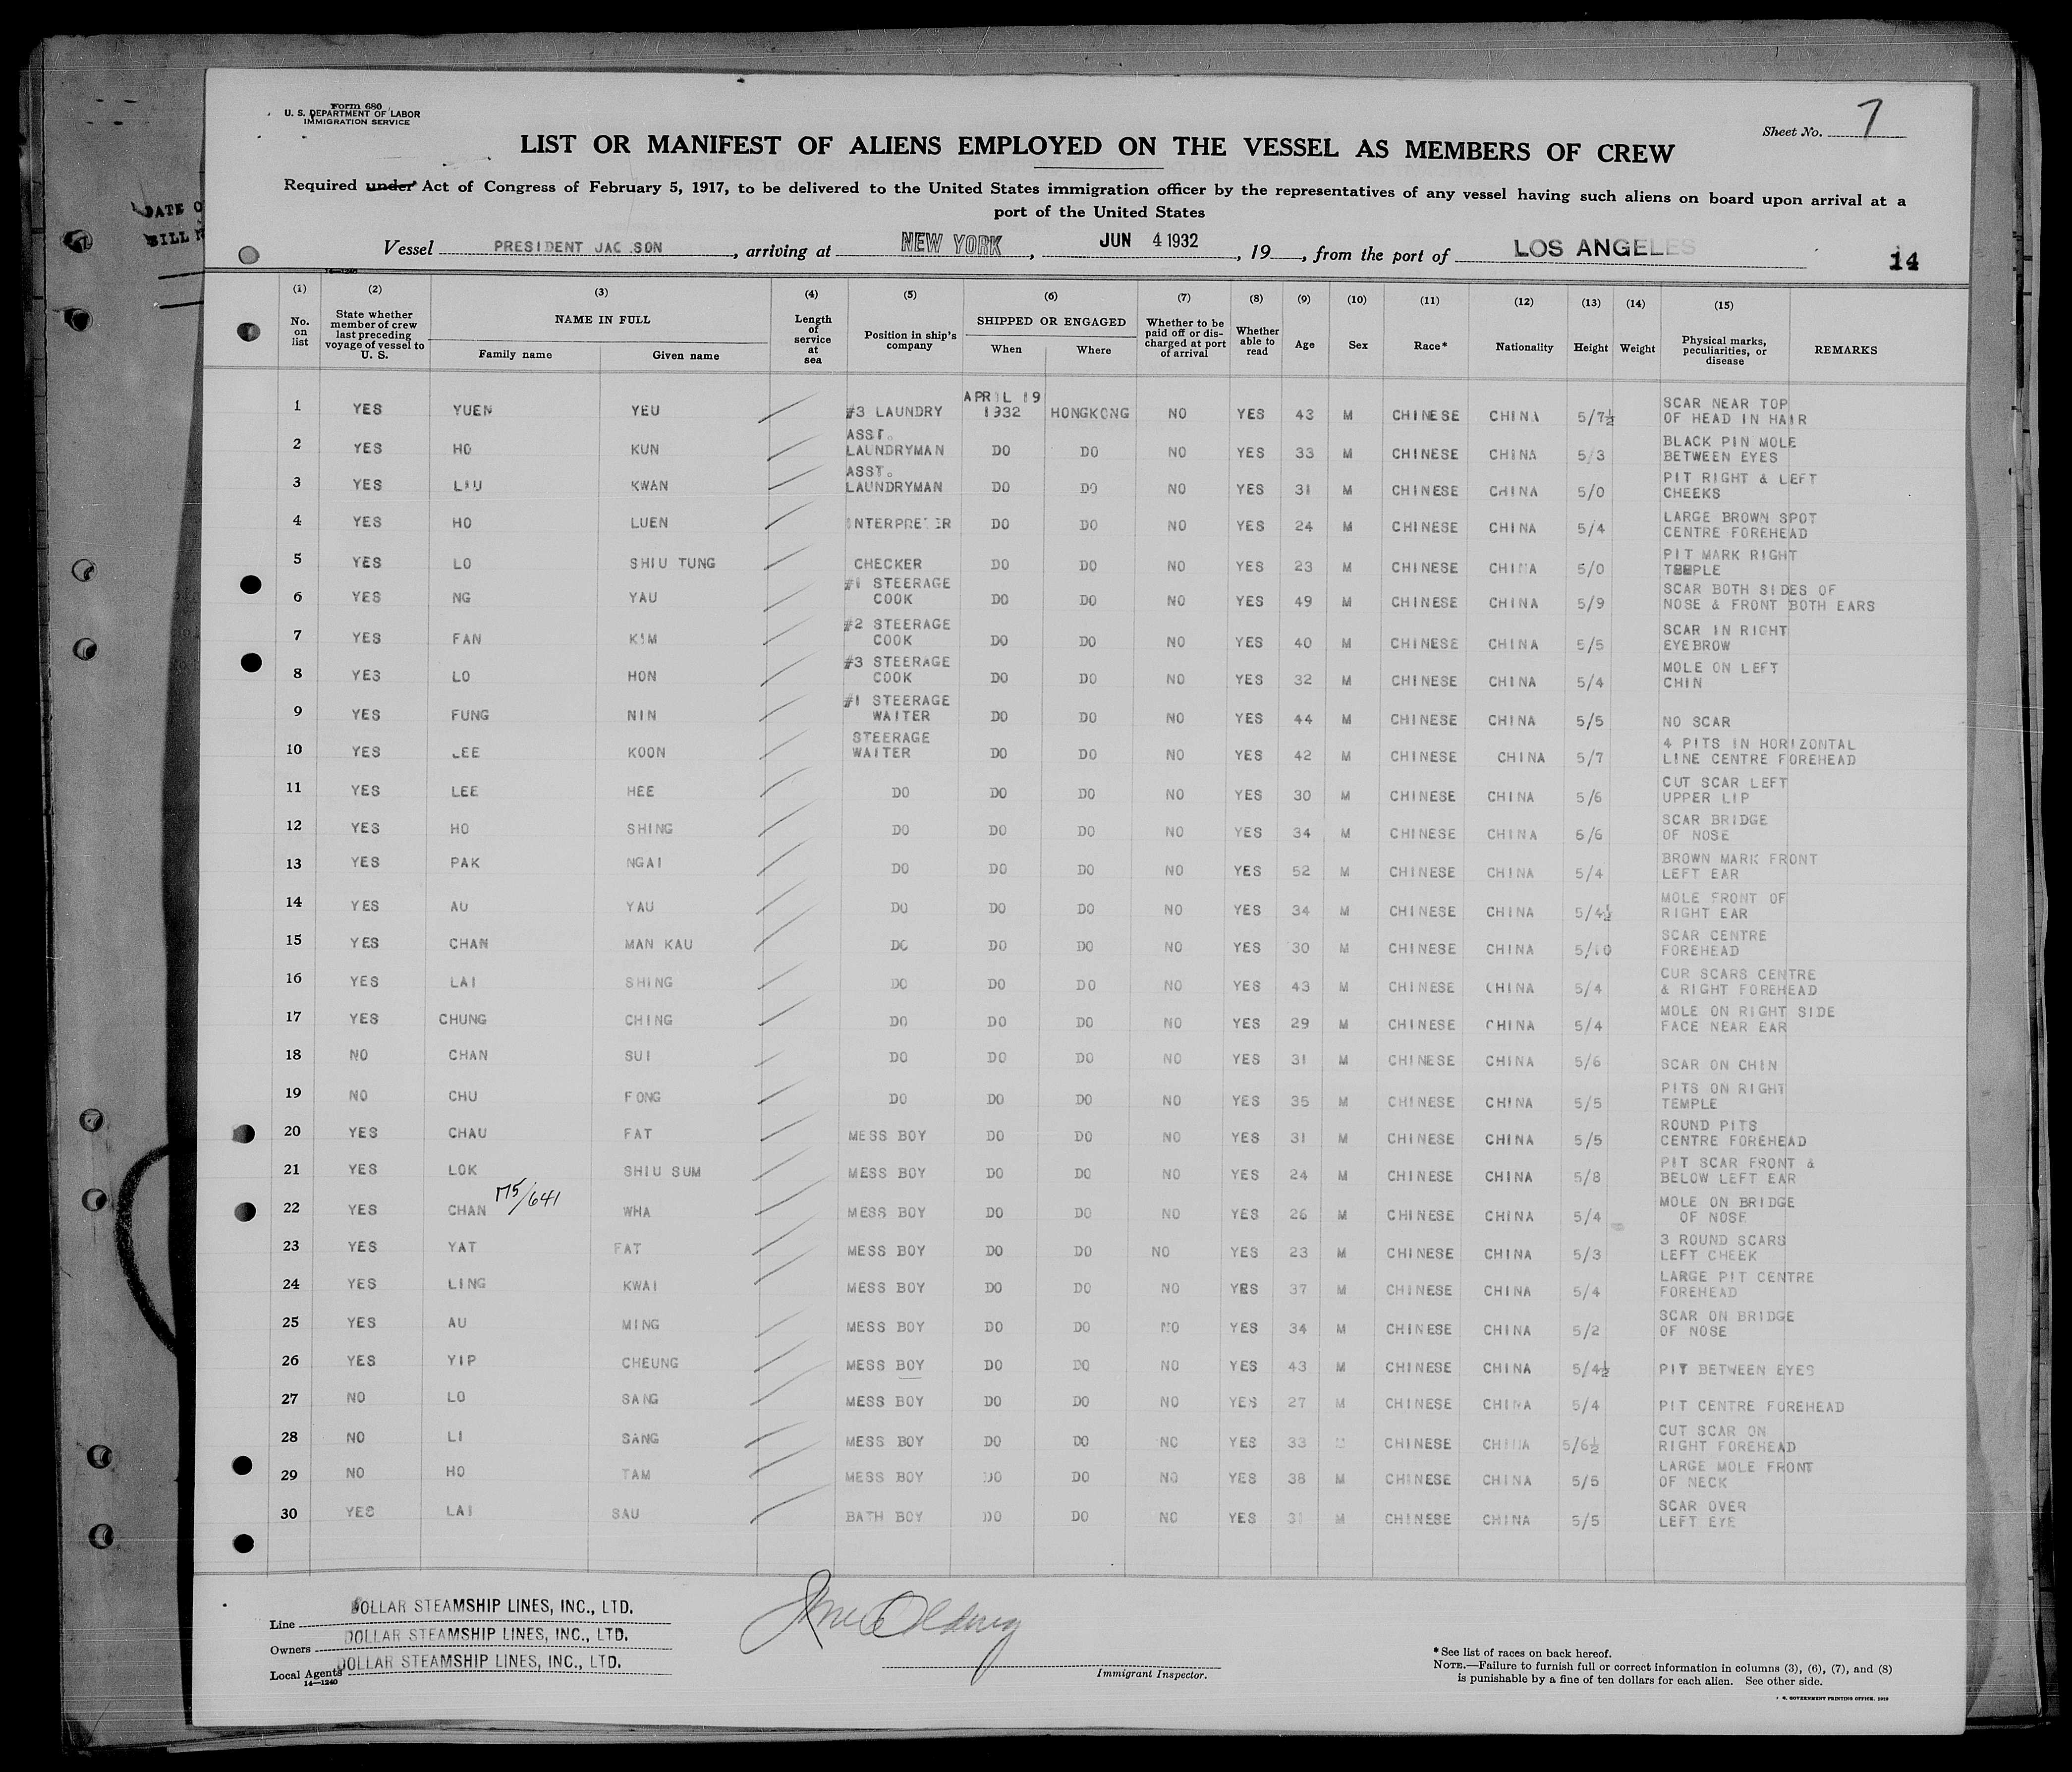 Form 680
U. S. DEPARTMENT OF LABOR
IMMIGRATION SERVICE
Sheet No. 7
LIST OR MANIFEST OF ALIENS EMPLOYED ON THE VESSEL AS MEMBERS OF CREW
Required under Act of Congress of February 5, 1917, to be delivered to the United States immigration officer by the representatives of any vessel having such aliens on board upon arrival at a
port of the United States
DATE O
BILL N
Vessel PRESIDENT JAC SON, arriving at NEW YORK, JUN 4 1932, 19, from the port of LOS ANGELES
14
14—1240
(1) (2) (3) (4) (5) (6) (7) (8) (9) (10) (11) (12) (13) (14) (15)
No. on list State whether member of crew last preceding voyage of vessel to U. S. NAME IN FULL Family name Given name Length of service at sea Position in ship's company SHIPPED OR ENGAGED When Where Whether to be paid off or discharged at port of arrival Whether able to read Age Sex Race* Nationality Height Weight Physical marks, peculiarities, or disease REMARKS
1 YES YUEN YEU #3 LAUNDRY APRIL 19 1932 HONGKONG NO YES 43 M CHINESE CHINA 5/7½ SCAR NEAR TOP OF HEAD IN HAIR
2 YES HO KUN ASST. LAUNDRYMAN DO DO NO YES 33 M CHINESE CHINA 5/3 BLACK PIN MOLE BETWEEN EYES
3 YES LIU KWAN ASST. LAUNDRYMAN DO DO NO YES 31 M CHINESE CHINA 5/0 PIT RIGHT & LEFT CHEEKS
4 YES HO LUEN INTERPRETER DO DO NO YES 24 M CHINESE CHINA 5/4 LARGE BROWN SPOT CENTRE FOREHEAD
5 YES LO SHIU TUNG CHECKER DO DO NO YES 23 M CHINESE CHINA 5/0 PIT MARK RIGHT TEMPLE
6 YES NG YAU #1 STEERAGE COOK DO DO NO YES 49 M CHINESE CHINA 5/9 SCAR BOTH SIDES OF NOSE & FRONT BOTH EARS
7 YES FAN KIM #2 STEERAGE COOK DO DO NO YES 40 M CHINESE CHINA 5/5 SCAR IN RIGHT EYEBROW
8 YES LO HON #3 STEERAGE COOK DO DO NO YES 32 M CHINESE CHINA 5/4 MOLE ON LEFT CHIN
9 YES FUNG NIN #1 STEERAGE WAITER DO DO NO YES 44 M CHINESE CHINA 5/5 NO SCAR
10 YES LEE KOON STEERAGE WAITER DO DO NO YES 42 M CHINESE CHINA 5/7 4 PITS IN HORIZONTAL LINE CENTRE FOREHEAD
11 YES LEE HEE DO DO DO NO YES 30 M CHINESE CHINA 5/6 CUT SCAR LEFT UPPER LIP
12 YES HO SHING DO DO DO NO YES 34 M CHINESE CHINA 5/6 SCAR BRIDGE OF NOSE
13 YES PAK NGAI DO DO DO NO YES 52 M CHINESE CHINA 5/4 BROWN MARK FRONT LEFT EAR
14 YES AU YAU DO DO DO NO YES 34 M CHINESE CHINA 5/4½ MOLE FRONT OF RIGHT EAR
15 YES CHAN MAN KAU DO DO DO NO YES 30 M CHINESE CHINA 5/10 SCAR CENTRE FOREHEAD
16 YES LAI SHING DO DO DO NO YES 43 M CHINESE CHINA 5/4 CUR SCARS CENTRE & RIGHT FOREHEAD
17 YES CHUNG CHING DO DO DO NO YES 29 M CHINESE CHINA 5/4 MOLE ON RIGHT SIDE FACE NEAR EAR
18 NO CHAN SUI DO DO DO NO YES 31 M CHINESE CHINA 5/6 SCAR ON CHIN
19 NO CHU FONG DO DO DO NO YES 35 M CHINESE CHINA 5/5 PITS ON RIGHT TEMPLE
20 YES CHAU FAT MESS BOY DO DO NO YES 31 M CHINESE CHINA 5/5 ROUND PITS CENTRE FOREHEAD
21 YES LOK SHIU SUM MESS BOY DO DO NO YES 24 M CHINESE CHINA 5/8 PIT SCAR FRONT & BELOW LEFT EAR
22 YES CHAN 175/641 WHA MESS BOY DO DO NO YES 26 M CHINESE CHINA 5/4 MOLE ON BRIDGE OF NOSE
23 YES YAT FAT MESS BOY DO DO NO YES 23 M CHINESE CHINA 5/3 3 ROUND SCARS LEFT CHEEK
24 YES LING KWAI MESS BOY DO DO NO YES 37 M CHINESE CHINA 5/4 LARGE PIT CENTRE FOREHEAD
25 YES AU MING MESS BOY DO DO NO YES 34 M CHINESE CHINA 5/2 SCAR ON BRIDGE OF NOSE
26 YES YIP CHEUNG MESS BOY DO DO NO YES 43 M CHINESE CHINA 5/4½ PIT BETWEEN EYES
27 NO LO SANG MESS BOY DO DO NO YES 27 M CHINESE CHINA 5/4 PIT CENTRE FOREHEAD
28 NO LI SANG MESS BOY DO DO NO YES 33 M CHINESE CHINA 5/6½ CUT SCAR ON RIGHT FOREHEAD
29 NO HO TAM MESS BOY DO DO NO YES 38 M CHINESE CHINA 5/5 LARGE MOLE FRONT OF NECK
30 YES LAI SAU BATH BOY DO DO NO YES 31 M CHINESE CHINA 5/5 SCAR OVER LEFT EYE
Line DOLLAR STEAMSHIP LINES, INC., LTD.
Owners DOLLAR STEAMSHIP LINES, INC., LTD.
Local Agents DOLLAR STEAMSHIP LINES, INC., LTD.
14—1240
Immigrant Inspector.
* See list of races on back hereof.
NOTE.—Failure to furnish full or correct information in columns (3), (6), (7), and (8)
is punishable by a fine of ten dollars for each alien. See other side.
GOVERNMENT PRINTING OFFICE